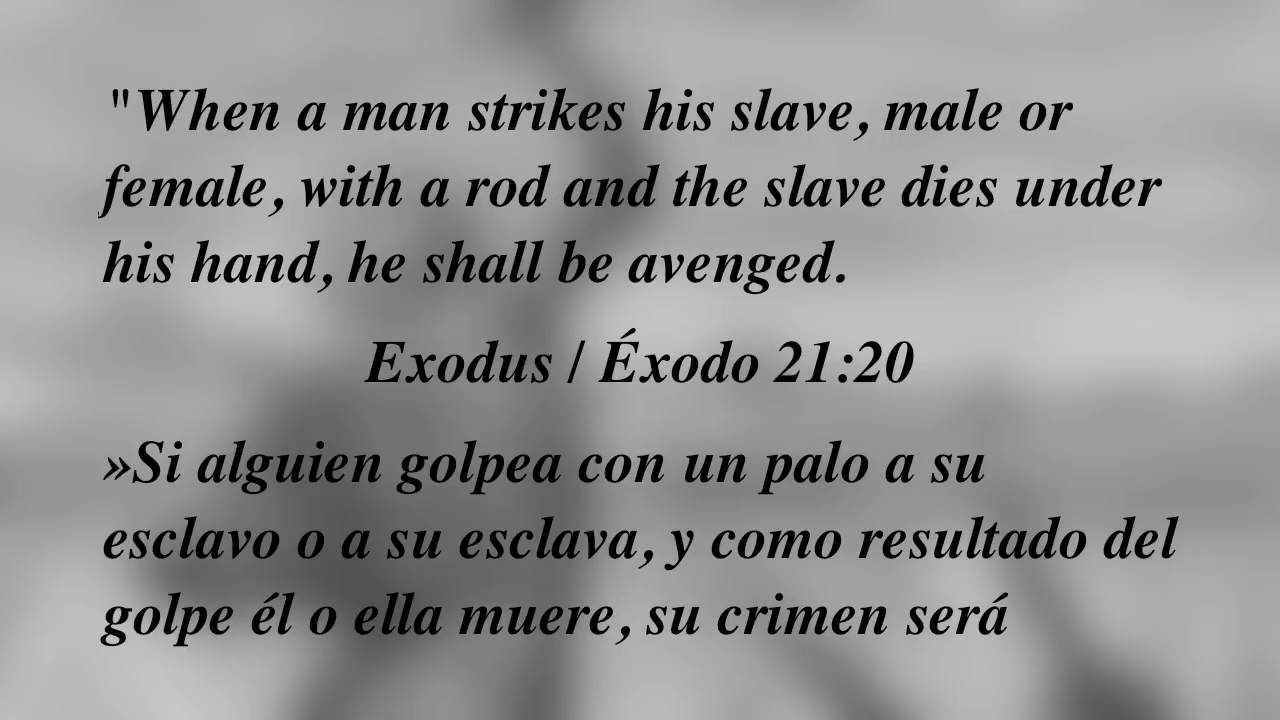 "When a man strikes his slave, male or
female, with a rod and the slave dies under
his hand, he shall be avenged.
Exodus / Éxodo 21:20
»Si alguien golpea con un palo a su
esclavo o a su esclava, y como resultado del
golpe él o ella muere, su crimen será